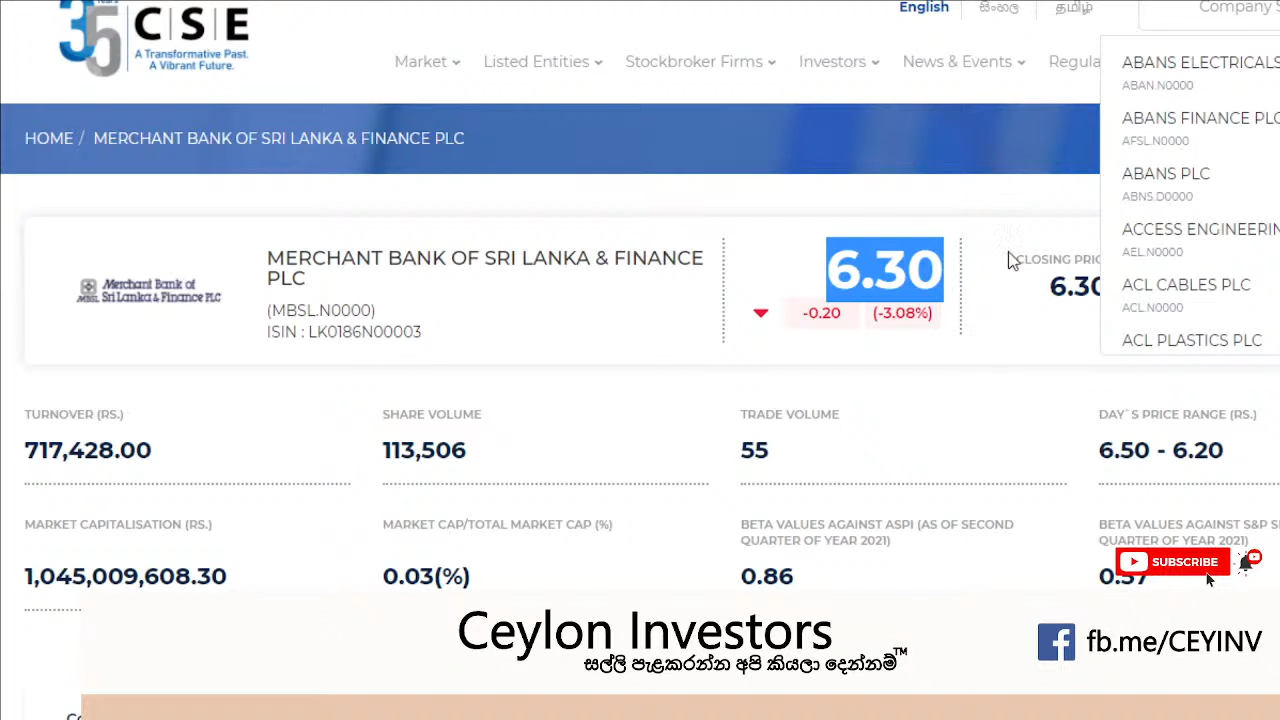 Years
35 C|S|E
A Transformative Past.
A Vibrant Future.
English සිංහල தமிழ் Company S
Market Listed Entities Stockbroker Firms Investors News & Events Regula
ABANS ELECTRICALS
ABAN.N0000
ABANS FINANCE PLC
AFSL.N0000
ABANS PLC
ABNS.D0000
ACCESS ENGINEERIN
AEL.N0000
ACL CABLES PLC
ACL.N0000
ACL PLASTICS PLC
HOME / MERCHANT BANK OF SRI LANKA & FINANCE PLC
Merchant Bank of
MBSL Sri Lanka & Finance PLC
MERCHANT BANK OF SRI LANKA & FINANCE
PLC
(MBSL.N0000)
ISIN : LK0186N00003
6.30
-0.20 (-3.08%)
CLOSING PRIC
6.30
TURNOVER (RS.) SHARE VOLUME TRADE VOLUME DAY`S PRICE RANGE (RS.)
717,428.00 113,506 55 6.50 - 6.20
MARKET CAPITALISATION (RS.) MARKET CAP/TOTAL MARKET CAP (%) BETA VALUES AGAINST ASPI (AS OF SECOND BETA VALUES AGAINST S&P S
QUARTER OF YEAR 2021) QUARTER OF YEAR 2021)
1,045,009,608.30 0.03(%) 0.86 0.57
SUBSCRIBE
Ceylon Investors
සල්ලි පැළකරන්න අපි කියලා දෙන්නම් ™
fb.me/CEYINV